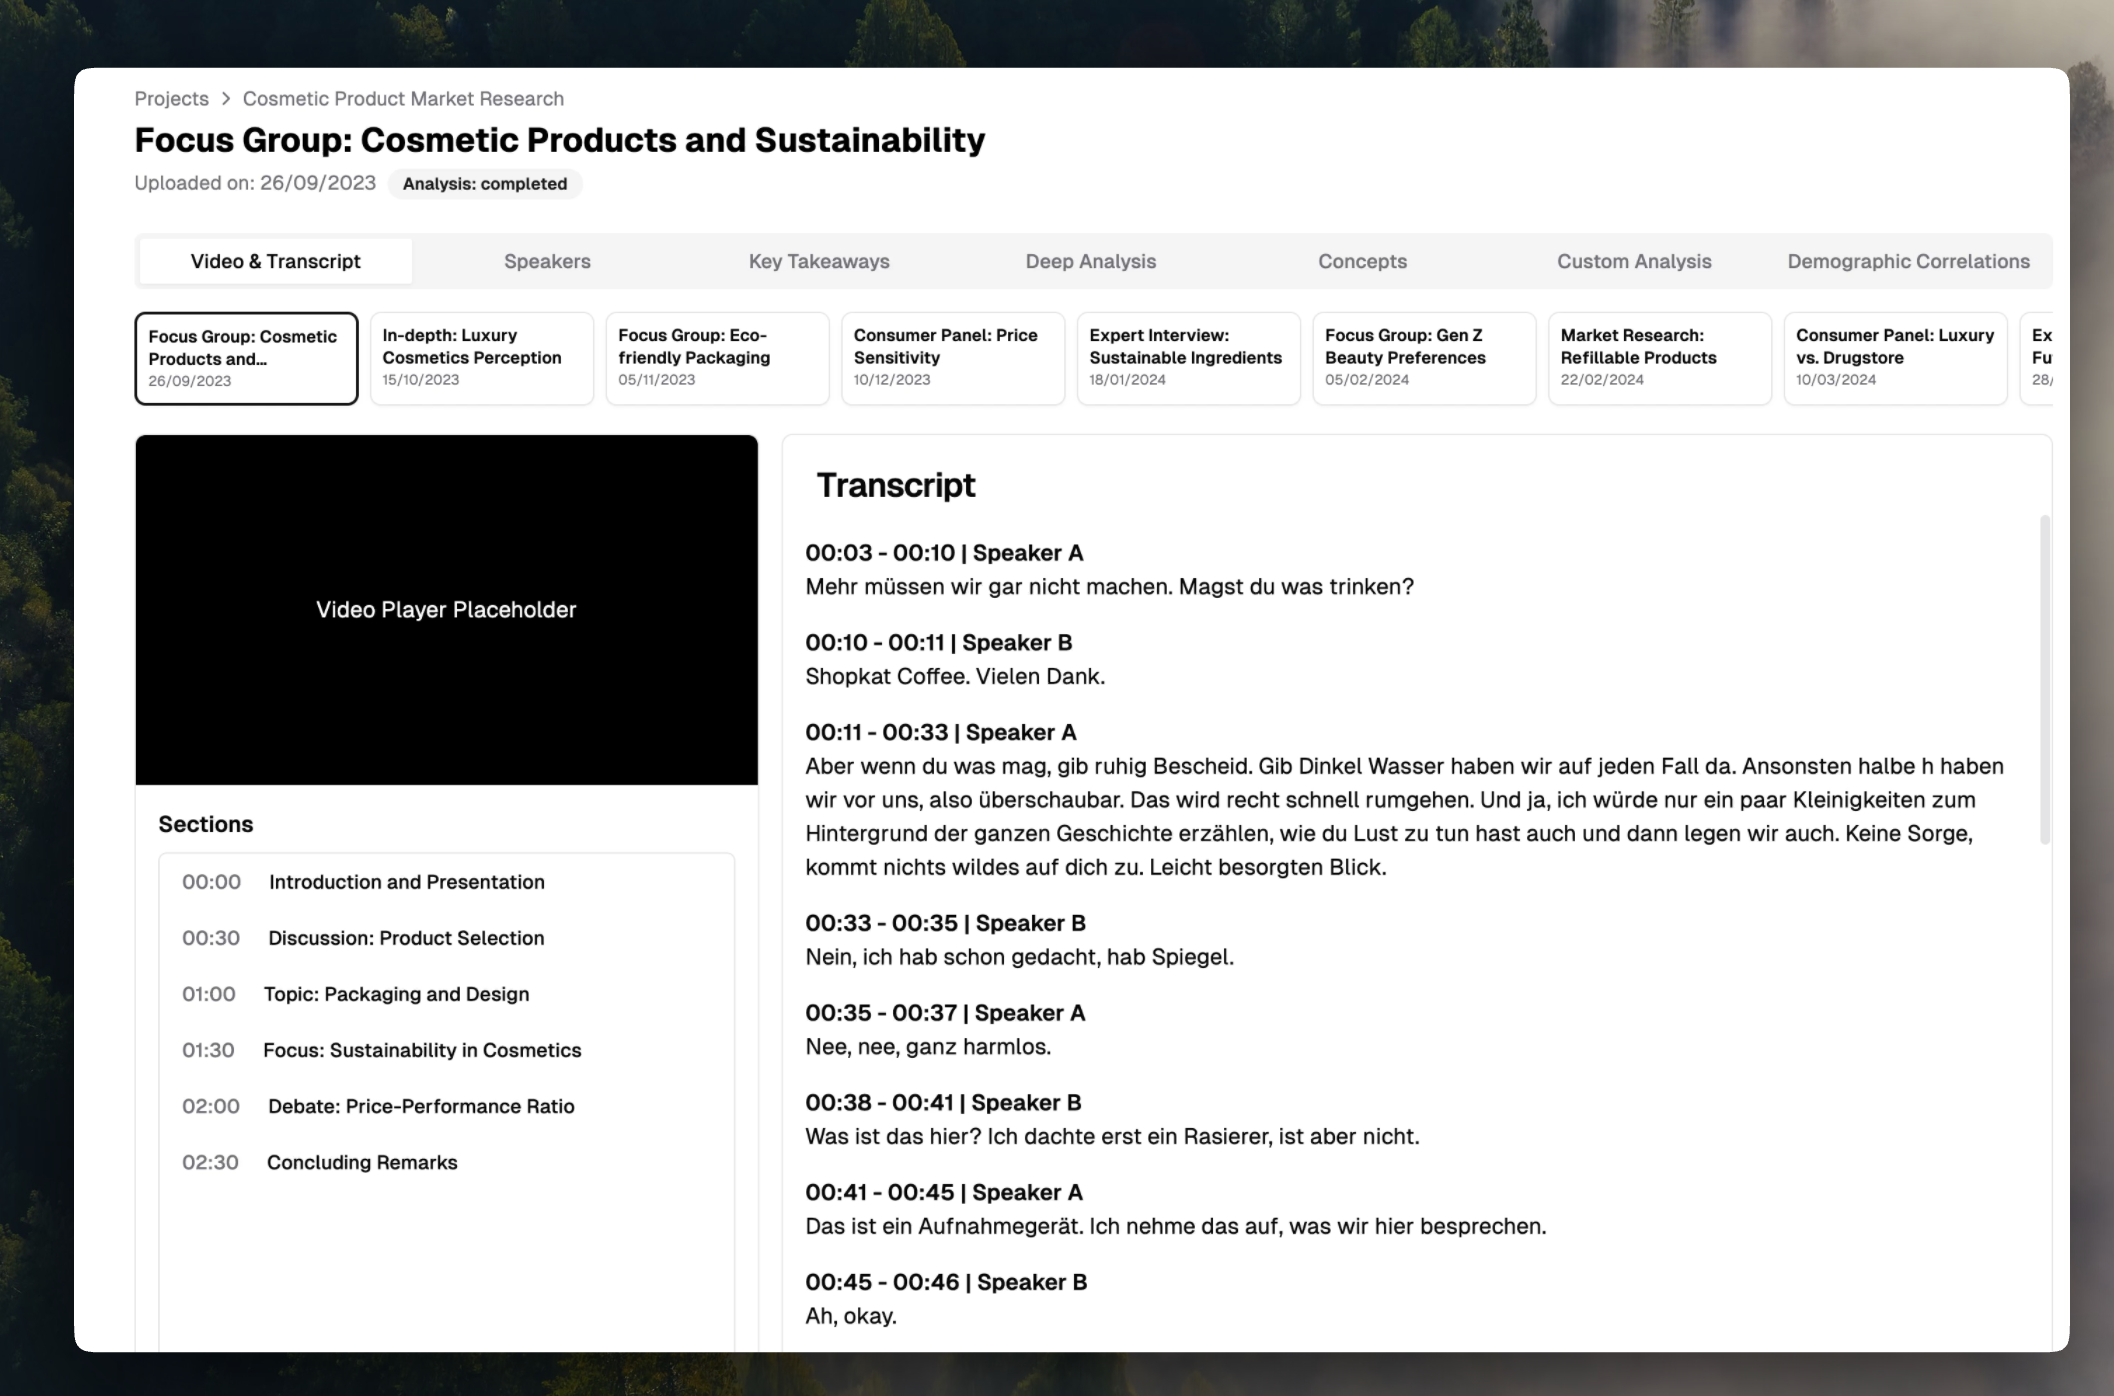 Projects > Cosmetic Product Market Research
Focus Group: Cosmetic Products and Sustainability
Uploaded on: 26/09/2023 Analysis: completed
Video & Transcript Speakers Key Takeaways Deep Analysis Concepts Custom Analysis Demographic Correlations
Focus Group: Cosmetic
Products and...
26/09/2023
In-depth: Luxury
Cosmetics Perception
15/10/2023
Focus Group: Eco-
friendly Packaging
05/11/2023
Consumer Panel: Price
Sensitivity
10/12/2023
Expert Interview:
Sustainable Ingredients
18/01/2024
Focus Group: Gen Z
Beauty Preferences
05/02/2024
Market Research:
Refillable Products
22/02/2024
Consumer Panel: Luxury
vs. Drugstore
10/03/2024
Ex
Fu
28/
Video Player Placeholder
Sections
00:00 Introduction and Presentation
00:30 Discussion: Product Selection
01:00 Topic: Packaging and Design
01:30 Focus: Sustainability in Cosmetics
02:00 Debate: Price-Performance Ratio
02:30 Concluding Remarks
Transcript
00:03 - 00:10 | Speaker A
Mehr müssen wir gar nicht machen. Magst du was trinken?
00:10 - 00:11 | Speaker B
Shopkat Coffee. Vielen Dank.
00:11 - 00:33 | Speaker A
Aber wenn du was mag, gib ruhig Bescheid. Gib Dinkel Wasser haben wir auf jeden Fall da. Ansonsten halbe h haben
wir vor uns, also überschaubar. Das wird recht schnell rumgehen. Und ja, ich würde nur ein paar Kleinigkeiten zum
Hintergrund der ganzen Geschichte erzählen, wie du Lust zu tun hast auch und dann legen wir auch. Keine Sorge,
kommt nichts wildes auf dich zu. Leicht besorgten Blick.
00:33 - 00:35 | Speaker B
Nein, ich hab schon gedacht, hab Spiegel.
00:35 - 00:37 | Speaker A
Nee, nee, ganz harmlos.
00:38 - 00:41 | Speaker B
Was ist das hier? Ich dachte erst ein Rasierer, ist aber nicht.
00:41 - 00:45 | Speaker A
Das ist ein Aufnahmegerät. Ich nehme das auf, was wir hier besprechen.
00:45 - 00:46 | Speaker B
Ah, okay.